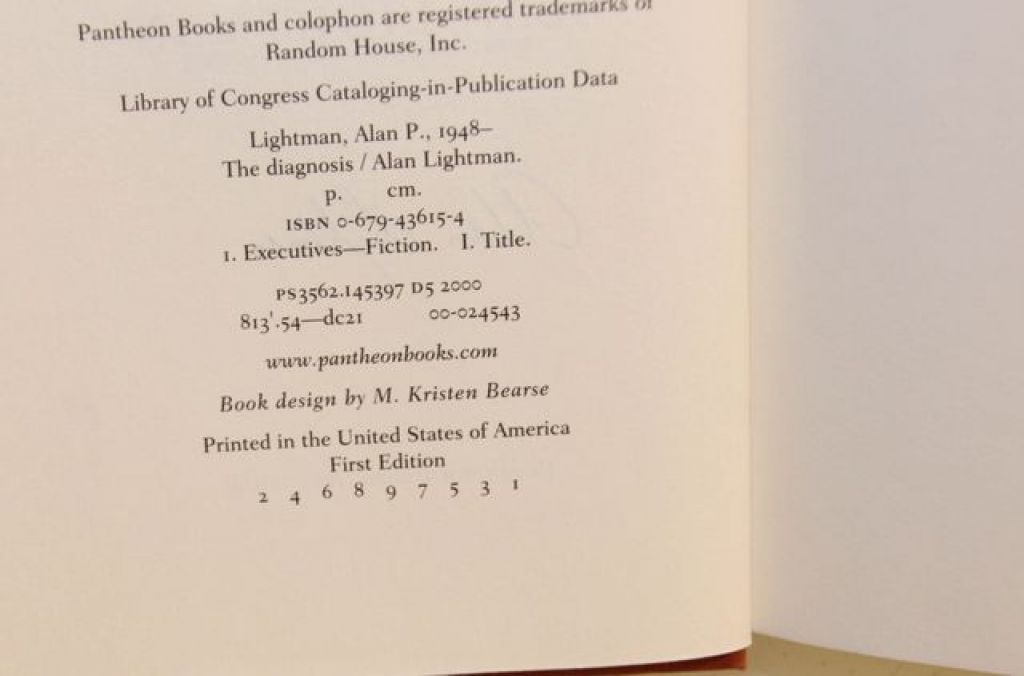 Pantheon Books and colophon are registered trademarks of
Random House, Inc.
Library of Congress Cataloging-in-Publication Data
Lightman, Alan P., 1948–
The diagnosis / Alan Lightman.
p. cm.
ISBN 0-679-43615-4
1. Executives—Fiction. I. Title.
PS3562.I45397 D5 2000
813'.54—dc21 00-024543
www.pantheonbooks.com
Book design by M. Kristen Bearse
Printed in the United States of America
First Edition
2 4 6 8 9 7 5 3 1